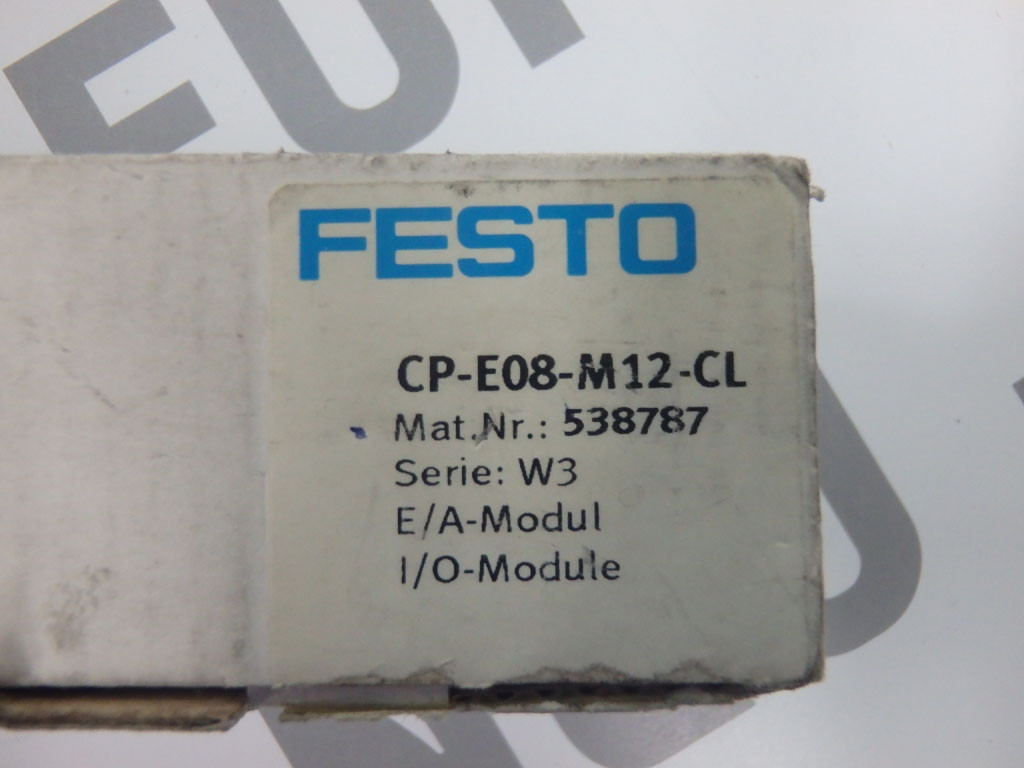 FESTO
CP-E08-M12-CL
Mat.Nr.: 538787
Serie: W3
E/A-Modul
I/O-Module